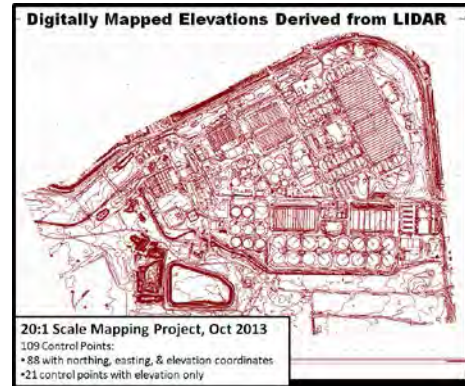 Digitally Mapped Elevations Derived from LIDAR
20:1 Scale Mapping Project, Oct 2013
109 Control Points:
• 88 with northing, easting, & elevation coordinates
•21 control points with elevation only